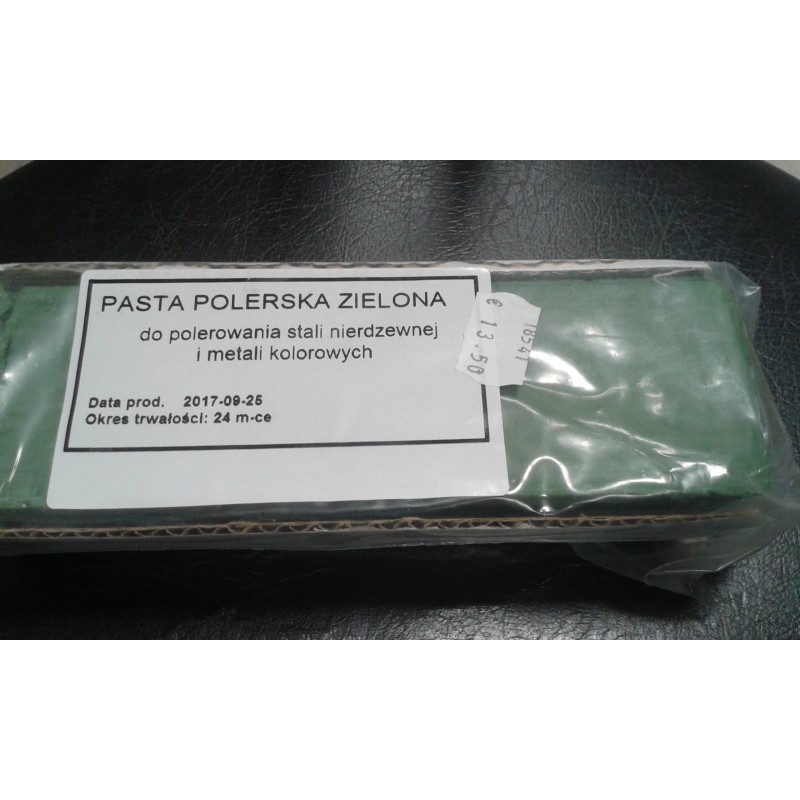 PASTA POLERSKA ZIELONA
do polerowania stali nierdzewnej
i metali kolorowych
Data prod. 2017-09-25
Okres trwałości: 24 m-ce
€ 13.50
18541